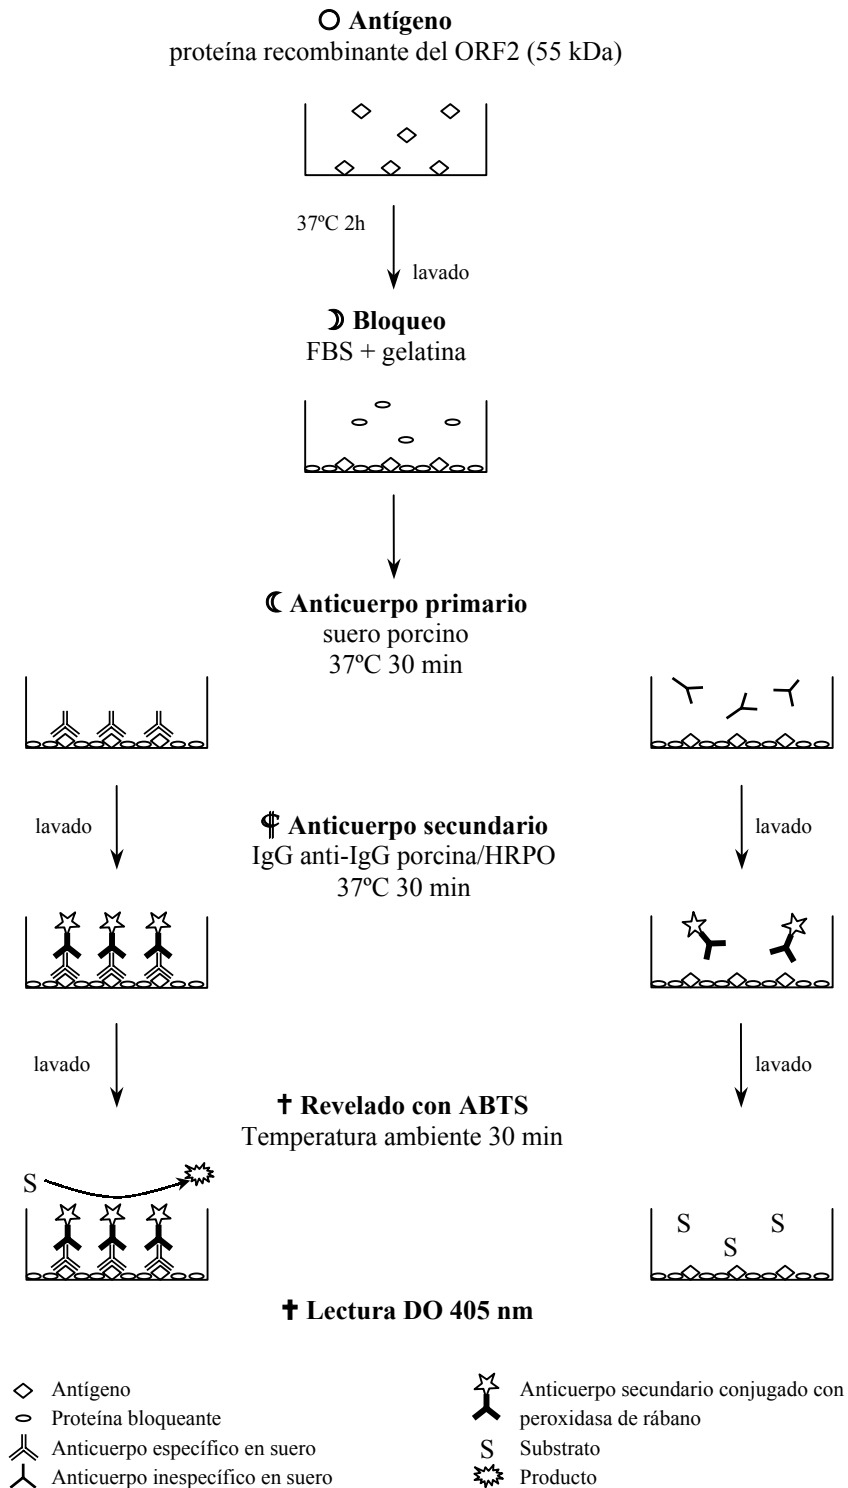 ○ Antígeno
proteína recombinante del ORF2 (55 kDa)
37ºC 2h
lavado
☽ Bloqueo
FBS + gelatina
☾ Anticuerpo primario
suero porcino
37ºC 30 min
lavado
lavado
Anticuerpo secundario
IgG anti-IgG porcina/HRPO
37ºC 30 min
lavado
lavado
† Revelado con ABTS
Temperatura ambiente 30 min
S
S S
S
✝ Lectura DO 405 nm
Antígeno
Proteína bloqueante
Anticuerpo específico en suero
Anticuerpo inespecífico en suero
Anticuerpo secundario conjugado con
peroxidasa de rábano
S Substrato
Producto